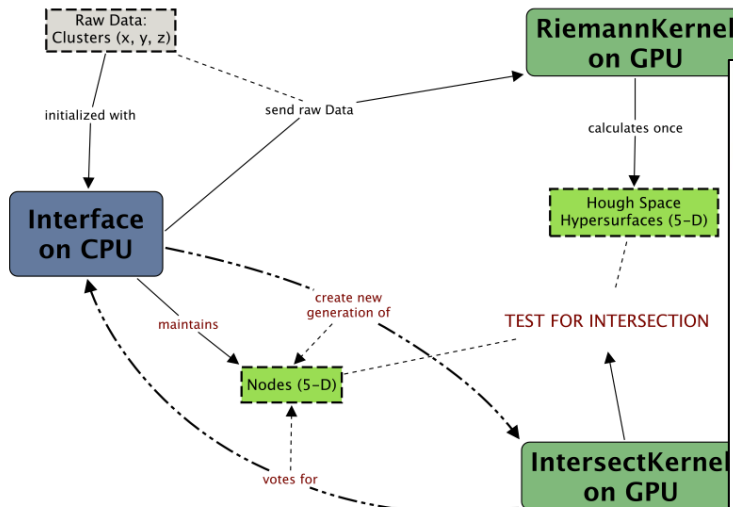 Raw Data:
Clusters (x, y, z)
RiemannKernel
on GPU
initialized with
send raw Data
calculates once
Interface
on CPU
Hough Space
Hypersurfaces (5-D)
create new
generation of
maintains
TEST FOR INTERSECTION
Nodes (5-D)
votes for
IntersectKernel
on GPU